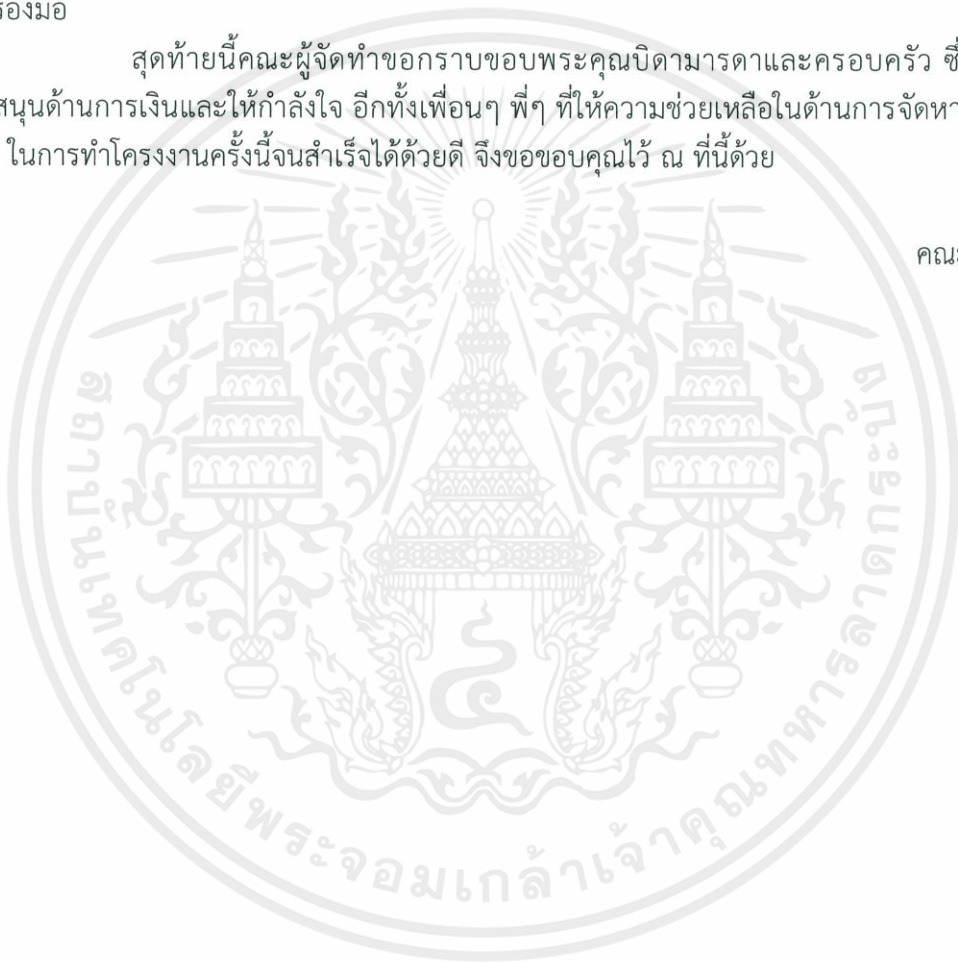 สุดท้ายนี้คณะผู้จัดทำขอกราบขอบพระคุณบิดามารดาและครอบครัว
สนุนด้านการเงินและให้กำลังใจ อีกทั้งเพื่อนๆ พี่ๆ ที่ให้ความช่วยเหลือในด้านการจัดหา
ในการทำโครงงานครั้งนี้จนสำเร็จได้ด้วยดี จึงขอขอบคุณไว้ ณ ที่นี้ด้วย
คณะ
สถาบันเทคโนโลยีพระจอมเกล้าเจ้าคุณทหารลาดกระบัง